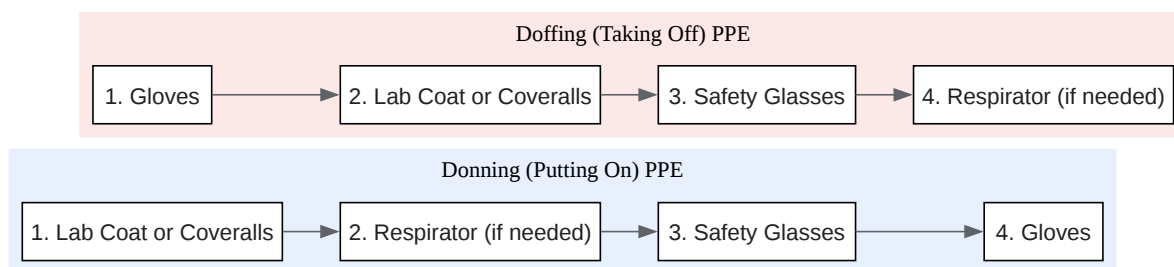 Doffing (Taking Off) PPE
1. Gloves
2. Lab Coat or Coveralls
3. Safety Glasses
4. Respirator (if needed)
Donning (Putting On) PPE
1. Lab Coat or Coveralls
2. Respirator (if needed)
3. Safety Glasses
4. Gloves